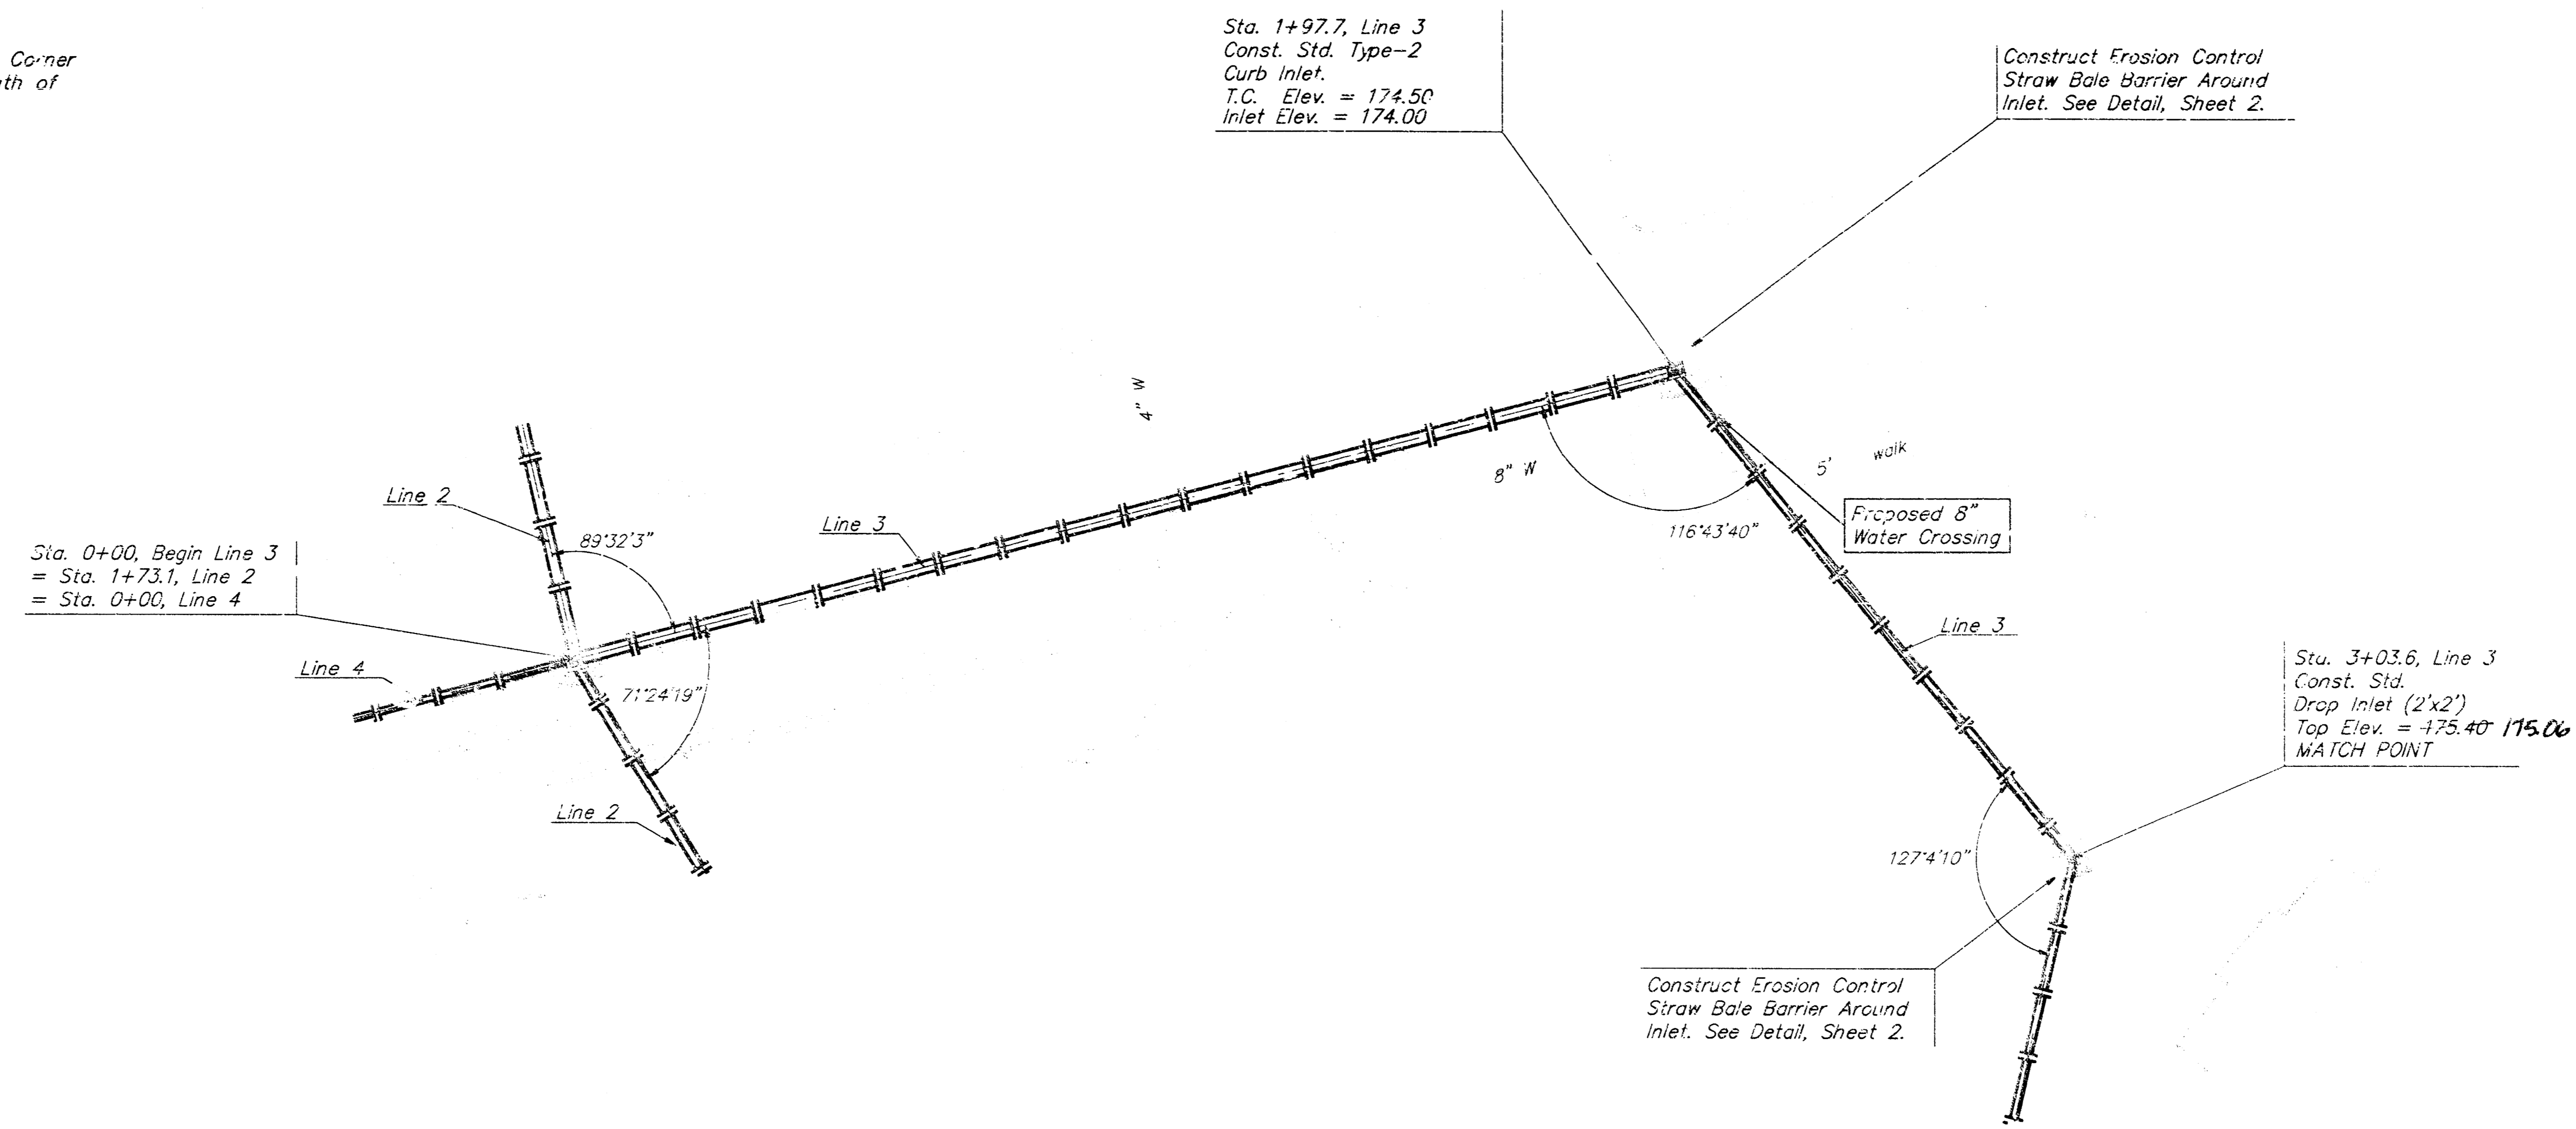 Corner
th of
Sta. 1+97.7, Line 3
Const. Std. Type-2
Curb Inlet.
T.C. Elev. = 174.50
Inlet Elev. = 174.00
Construct Erosion Control
Straw Bale Barrier Around
Inlet. See Detail, Sheet 2.
4" W
8" W
5' walk
116°43'40"
Proposed 8"
Water Crossing
Line 2
89°32'3"
Line 3
Sta. 0+00, Begin Line 3
= Sta. 1+73.1, Line 2
= Sta. 0+00, Line 4
Line 4
71°24'19"
Line 2
Line 3
Sta. 3+03.6, Line 3
Const. Std.
Drop Inlet (2'x2')
Top Elev. = 175.40 175.06
MATCH POINT
127°4'10"
Construct Erosion Control
Straw Bale Barrier Around
Inlet. See Detail, Sheet 2.